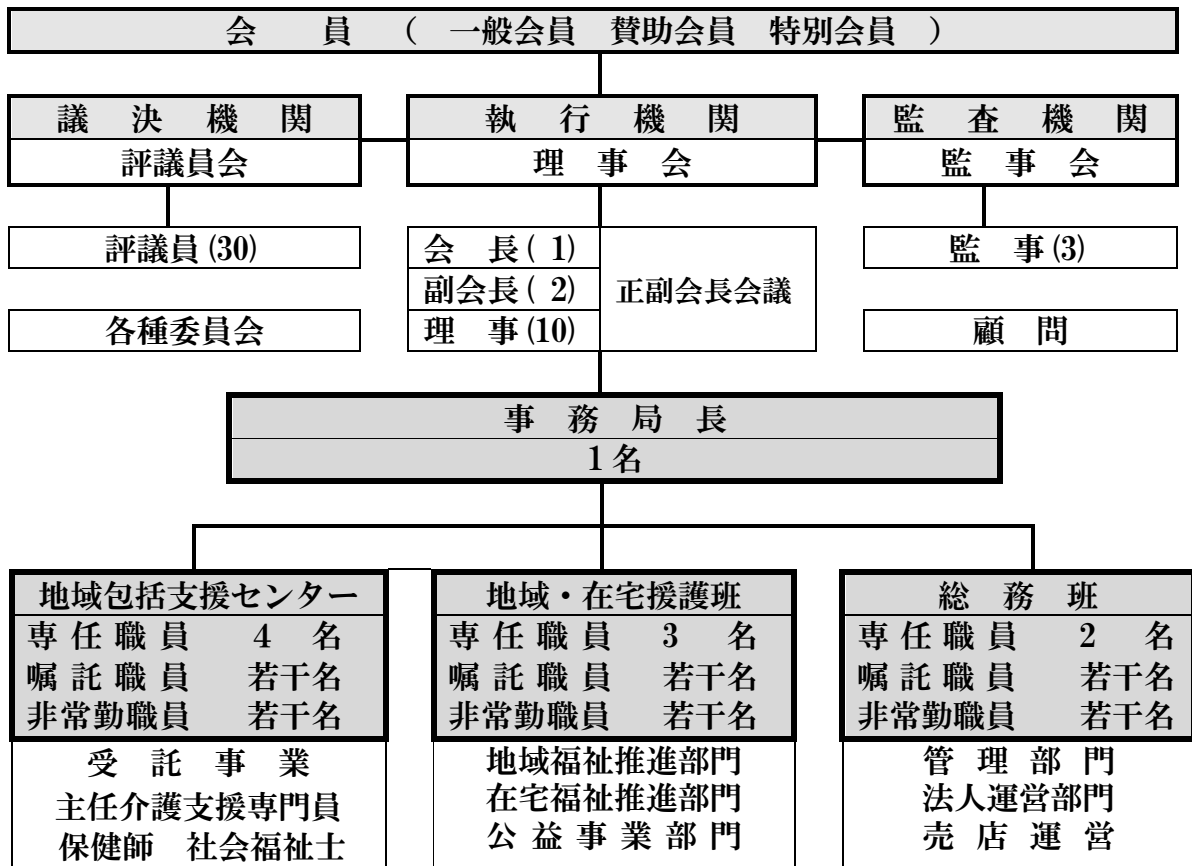 会員（一般会員 賛助会員 特別会員）
議決機関
評議員会
執行機関
理事会
監査機関
監事会
評議員(30)
各種委員会
会長( 1)
副会長( 2)
理事(10)
正副会長会議
監事(3)
顧問
事務局長
1名
地域包括支援センター
専任職員 4名
嘱託職員 若干名
非常勤職員 若干名
受託事業
主任介護支援専門員
保健師 社会福祉士
地域・在宅援護班
専任職員 3名
嘱託職員 若干名
非常勤職員 若干名
地域福祉推進部門
在宅福祉推進部門
公益事業部門
総務班
専任職員 2名
嘱託職員 若干名
非常勤職員 若干名
管理部門
法人運営部門
売店運営